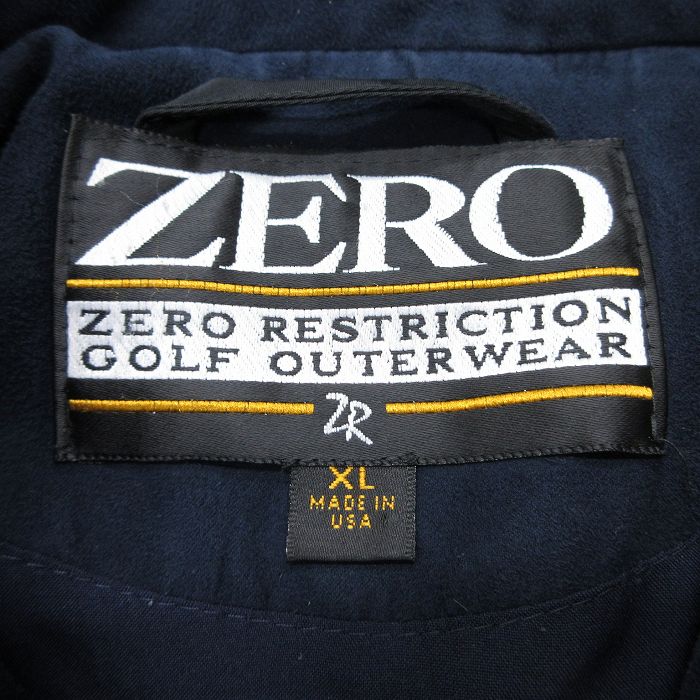 ZERO
ZERO RESTRICTION
GOLF OUTERWEAR
ZR
XL
MADE IN
USA